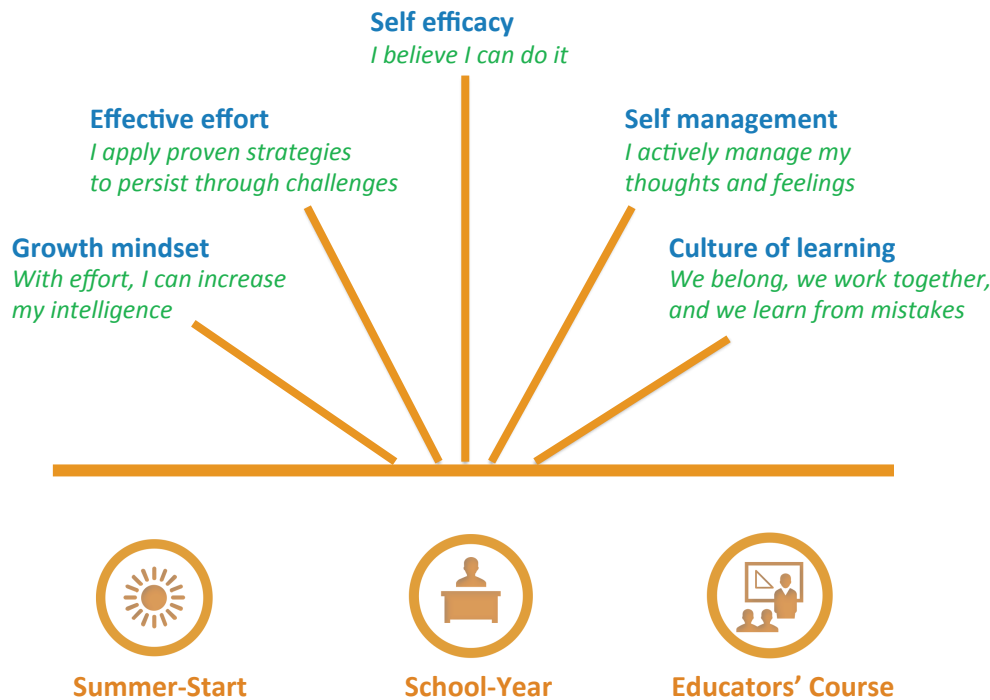 Self efficacy
I believe I can do it
Effective effort
I apply proven strategies
to persist through challenges
Self management
I actively manage my
thoughts and feelings
Growth mindset
With effort, I can increase
my intelligence
Culture of learning
We belong, we work together,
and we learn from mistakes
Summer-Start
School-Year
Educators’ Course